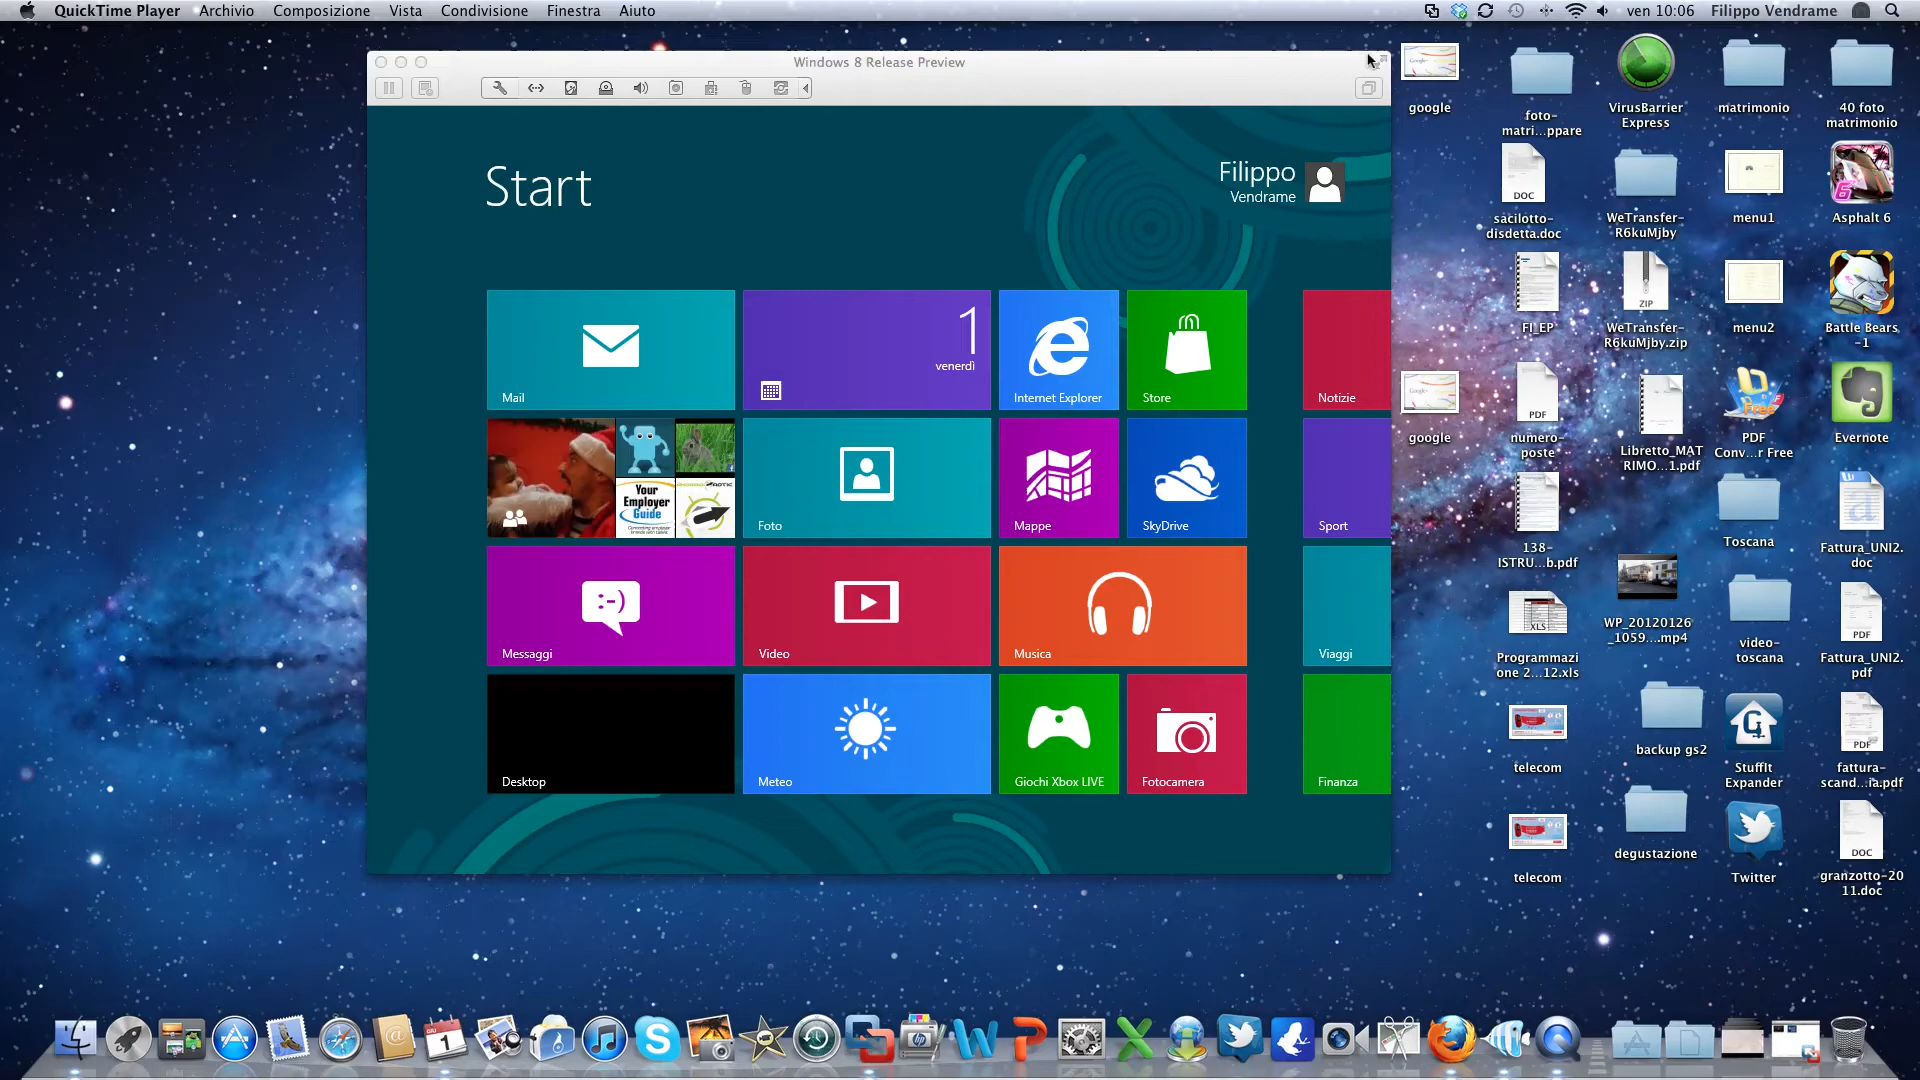 QuickTime Player Archivio Composizione Vista Condivisione Finestra Aiuto ven 10:06 Filippo Vendrame
Windows 8 Release Preview
Start
Filippo
Vendrame
Mail
1
venerdì
Internet Explorer
Store
Notizie
Your
Employer
Guide
Foto
Mappe
SkyDrive
Sport
:-)
Messaggi
Video
Musica
Viaggi
Desktop
Meteo
Giochi Xbox LIVE
Fotocamera
Finanza
google
foto-
matri...ppare
VirusBarrier
Express
matrimonio
40 foto
matrimonio
DOC
sacilotto-
disdetta.doc
WeTransfer-
R6kuMjby
menu1
6
Asphalt 6
FI_EP
ZIP
WeTransfer-
R6kuMjby.zip
menu2
Battle Bears
-1
google
PDF
numero-
poste
Libretto_MAT
RIMO...1.pdf
Free
PDF
Conv...r Free
Evernote
138-
ISTRU...b.pdf
Toscana
Fattura_UNI2.
doc
WP_20120126
_1059....mp4
XLS
Programmazi
one 2...12.xls
video-
toscana
PDF
Fattura_UNI2.
pdf
telecom
backup gs2
StuffIt
Expander
PDF
fattura-
scand...ia.pdf
telecom
degustazione
Twitter
DOC
granzotto-20
11.doc
GIU
1